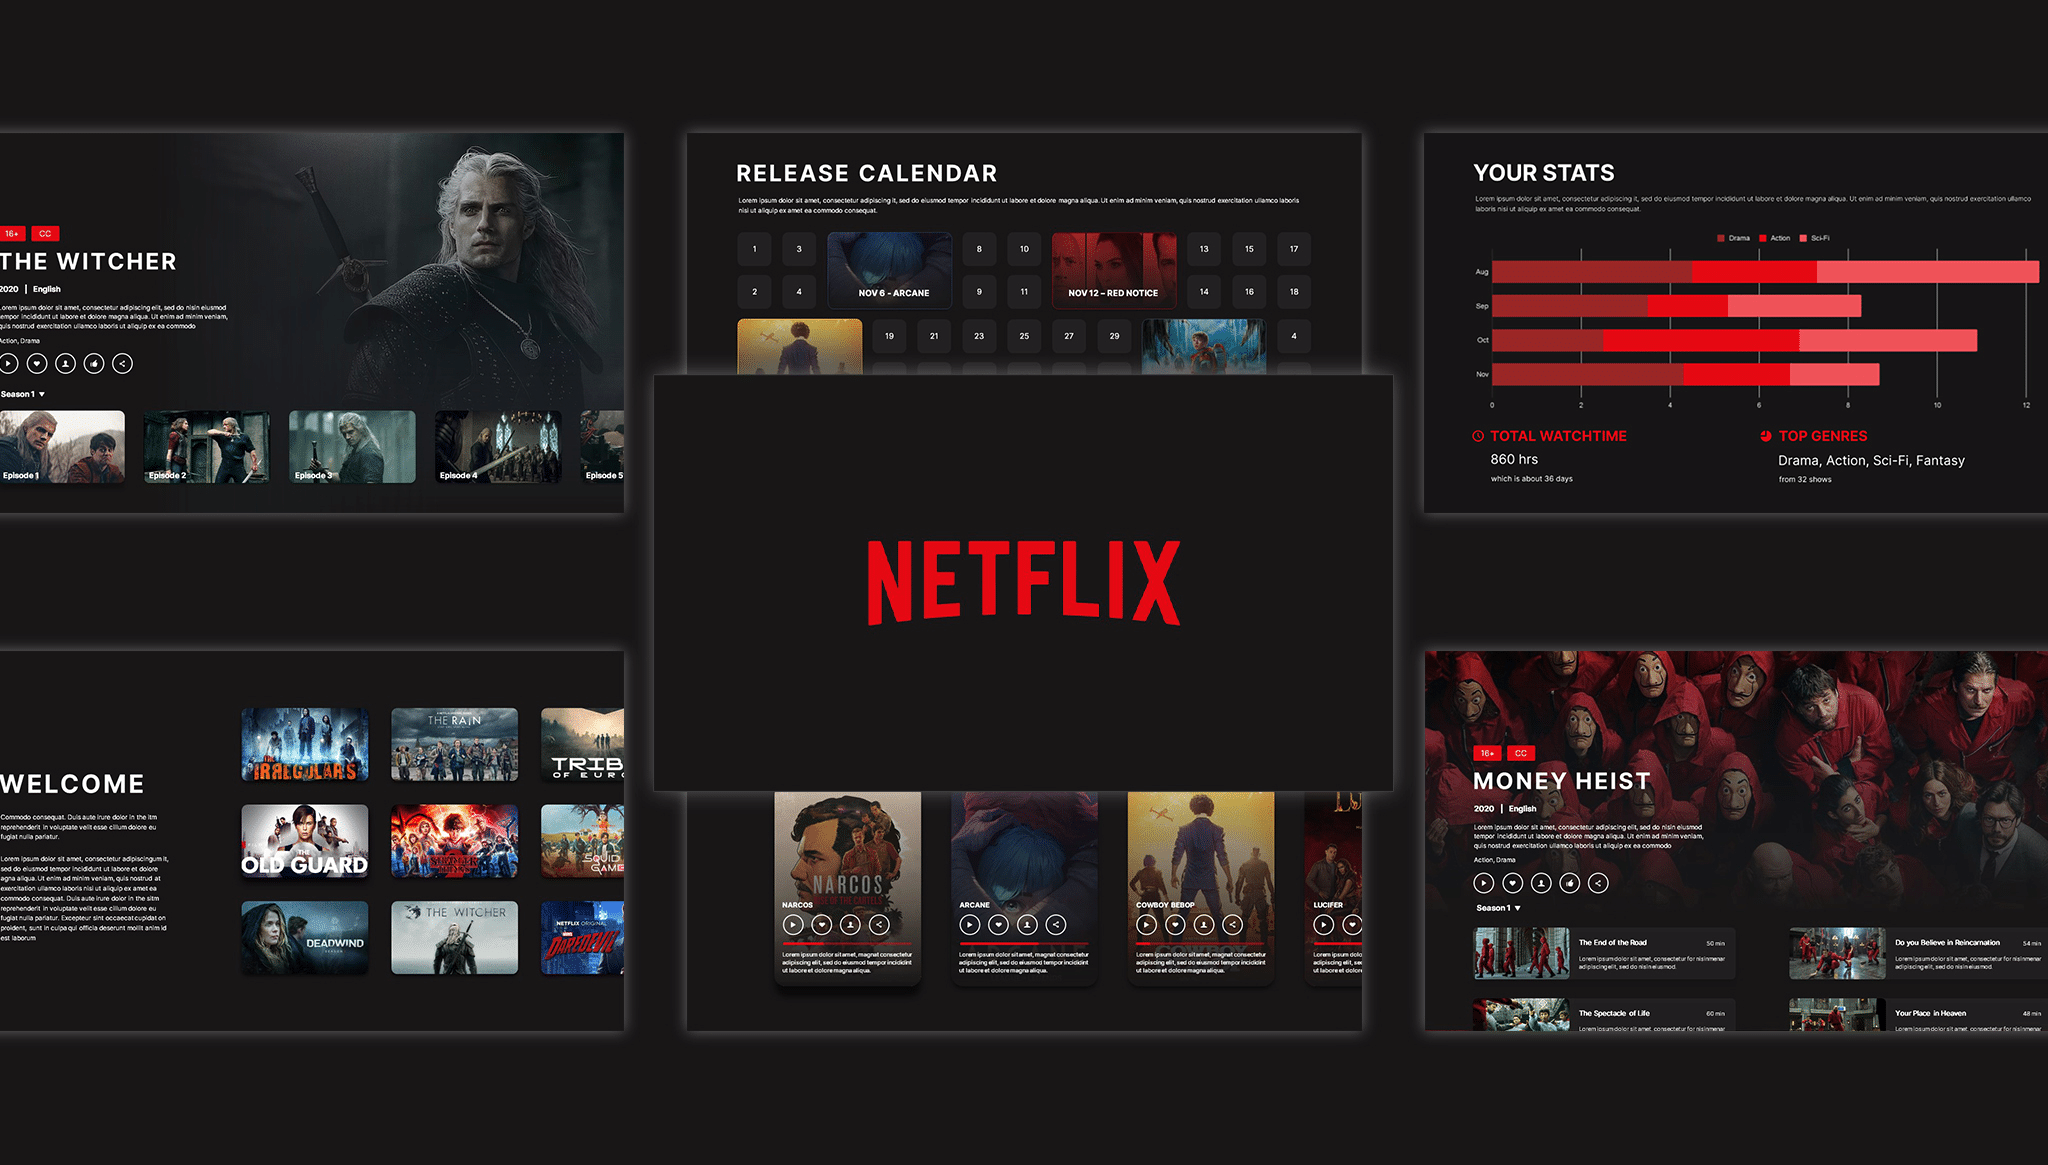 16+ CC
THE WITCHER
2020 | English
Lorem ipsum dolor sit amet, consectetur adipiscing elit, sed do nisin eiusmod
tempor incididunt ut labore et dolore magna aliqua. Ut enim ad minim veniam,
quis nostrud exercitation ullamco laboris nisi ut aliquip ex ea commodo
Action, Drama
Season 1
Episode 1
Episode 2
Episode 3
Episode 4
Episode 5
RELEASE CALENDAR
Lorem ipsum dolor sit amet, consectetur adipiscing it, sed do eiusmod tempor incididunt ut labore et dolore magna aliqua. Ut enim ad minim veniam, quis nostrud exercitation ullamco laboris
nisi ut aliquip ex amet ea commodo consequat.
1 3 8 10 13 15 17
NOV 6 - ARCANE
NOV 12 – RED NOTICE
2 4 9 11 14 16 18
19 21 23 25 27 29 4
YOUR STATS
Lorem ipsum dolor sit amet, consectetur adipiscing it, sed do eiusmod tempor incididunt ut labore et dolore magna aliqua. Ut enim ad minim veniam, quis nostrud exercitation ullamco
laboris nisi ut aliquip ex amet ea commodo consequat.
Drama Action Sci-Fi
Aug
Sep
Oct
Nov
0 2 4 6 8 10 12
TOTAL WATCHTIME
860 hrs
which is about 36 days
TOP GENRES
Drama, Action, Sci-Fi, Fantasy
from 32 shows
NETFLIX
WELCOME
Commodo consequat. Duis aute irure dolor in the itm
reprehenderit in voluptate velit esse cillum dolore eu
fugiat nulla pariatur.
Lorem ipsum dolor sit amet, consectetur adipiscingum it,
sed do eiusmod tempor incididunt ut labore et dolore
magna aliqua. Ut enim ad minim veniam, quis nostrud at
exercitation ullamco laboris nisi ut aliquip ex amet ea
commodo consequat. Duis aute irure dolor in the sitm
reprehenderit in voluptate velit esse cillum dolore eu
fugiat nulla pariatur. Excepteur sint occaecat cupidat on
proident, sunt in culpa qui officia deserunt mollit anim id
est laborum
THE IRREGULARS
THE RAIN
TRIB
OF EURO
THE
OLD GUARD
STRANGER
THINGS
SQUID
GAME
DEADWIND
THE WITCHER
NETFLIX ORIGINAL
MARVEL
DAREDEVIL
NARCOS
RISE OF THE CARTELS
NARCOS
Lorem ipsum dolor sit amet, magnat consectetur
adipiscing elit, sed do eiusmod tempor incididint
ut labore et dolore magna aliqua.
ARCANE
Lorem ipsum dolor sit amet, magnat consectetur
adipiscing elit, sed do eiusmod tempor incididint
ut labore et dolore magna aliqua.
COWBOY BEBOP
COWBOY
Lorem ipsum dolor sit amet, magnat consectetur
adipiscing elit, sed do eiusmod tempor incididint
ut labore et dolore magna aliqua.
LUCIFER
Lorem ipsum dolor si
adipiscing elit, sed do
ut labore et dolore ma
16+ CC
MONEY HEIST
2020 | English
Lorem ipsum dolor sit amet, consectetur adipiscing elit, sed do nisin eiusmod
tempor incididunt ut labore et dolore magna aliqua. Ut enim ad minim veniam,
quis nostrud exercitation ullamco laboris nisi ut aliquip ex ea commodo
Action, Drama
Season 1
The End of the Road 50 min
Lorem ipsum dolor sit amet, consectetur for nisinmenar
adipiscing elit, sed do nisin eiusmod.
Do you Believe in Reincarnation 54 min
Lorem ipsum dolor sit amet, consectetur for nisinmenar
adipiscing elit, sed do nisin eiusmod.
The Spectacle of Life 60 min
Lorem ipsum dolor sit amet, consectetur for nisinmenar
Your Place in Heaven 48 min
Lorem ipsum dolor sit amet, consectetur for nisinmenar